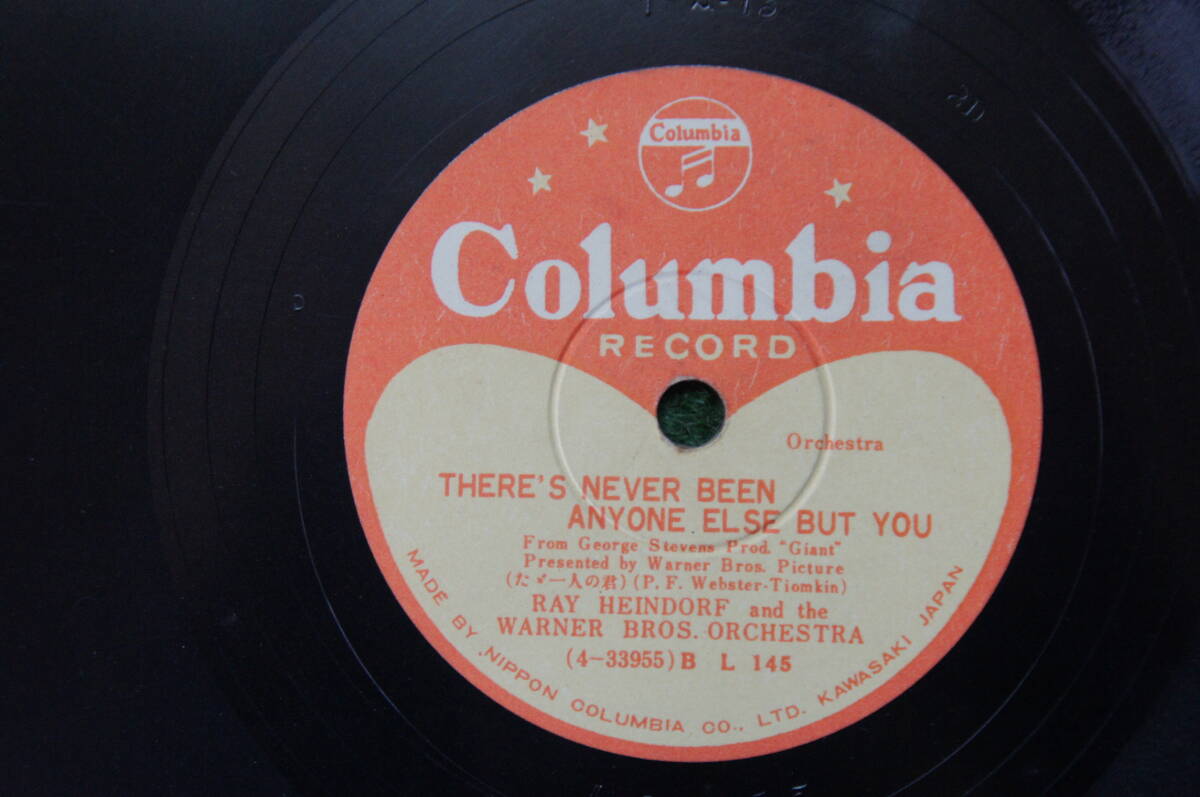 Columbia
Columbia
RECORD
Orchestra
THERE'S NEVER BEEN
ANYONE ELSE BUT YOU
From George Stevens Prod. "Giant"
Presented by Warner Bros. Picture
(たゞ一人の君) (P. F. Webster-Tiomkin)
RAY HEINDORF and the
WARNER BROS. ORCHESTRA
(4-33955) B L 145
MADE BY NIPPON COLUMBIA CO., LTD. KAWASAKI JAPAN
D